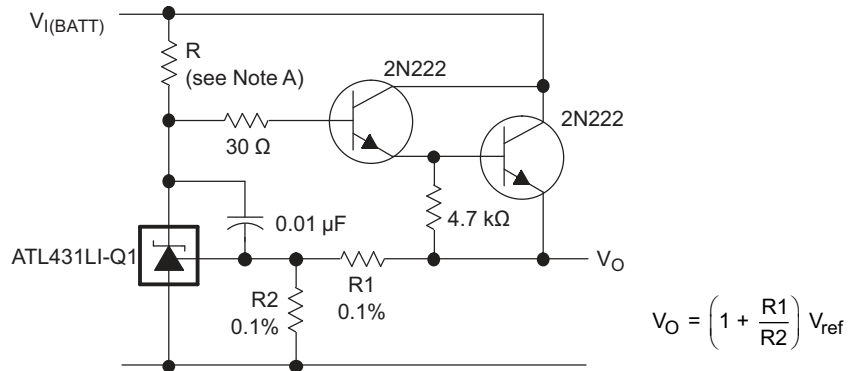 V_I(BATT)
R
(see Note A)
2N222
2N222
30 Ω
4.7 kΩ
0.01 µF
ATL431LI-Q1
R2
0.1%
R1
0.1%
V_O
V_O = (1 + R1/R2) V_ref